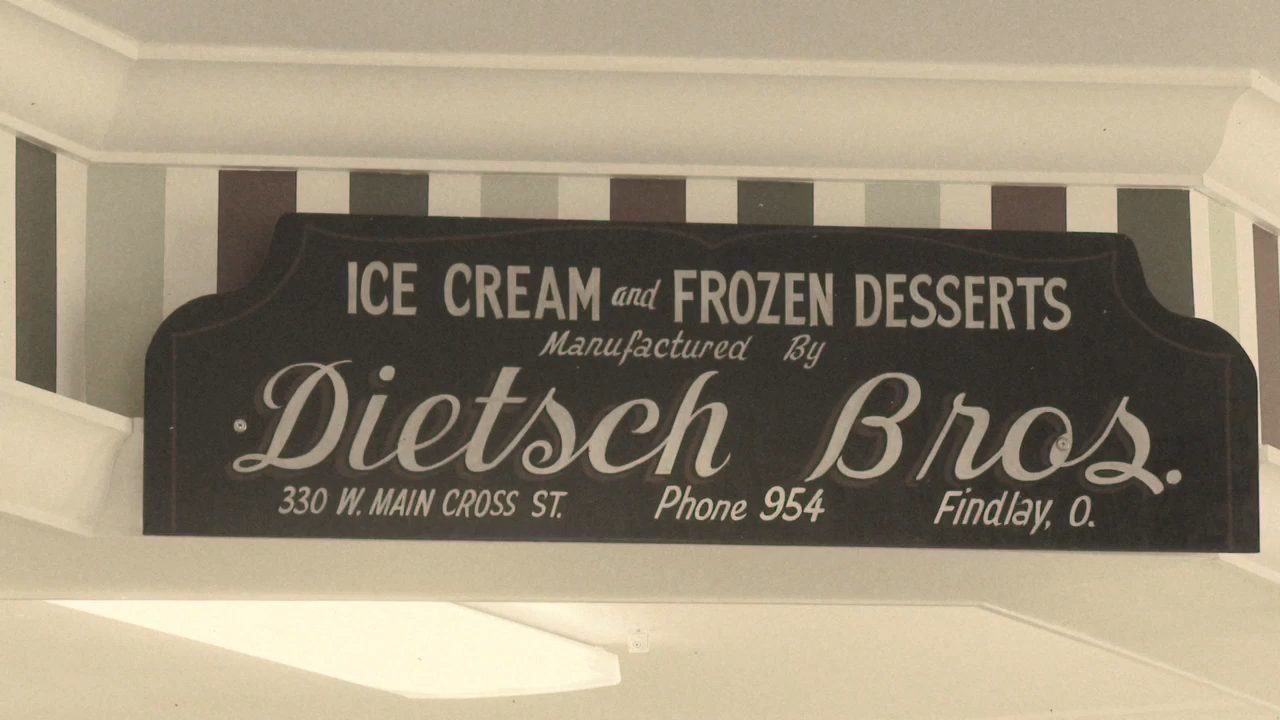 ICE CREAM and FROZEN DESSERTS
Manufactured By
Dietsch Bros.
330 W. MAIN CROSS ST. Phone 954 Findlay, O.